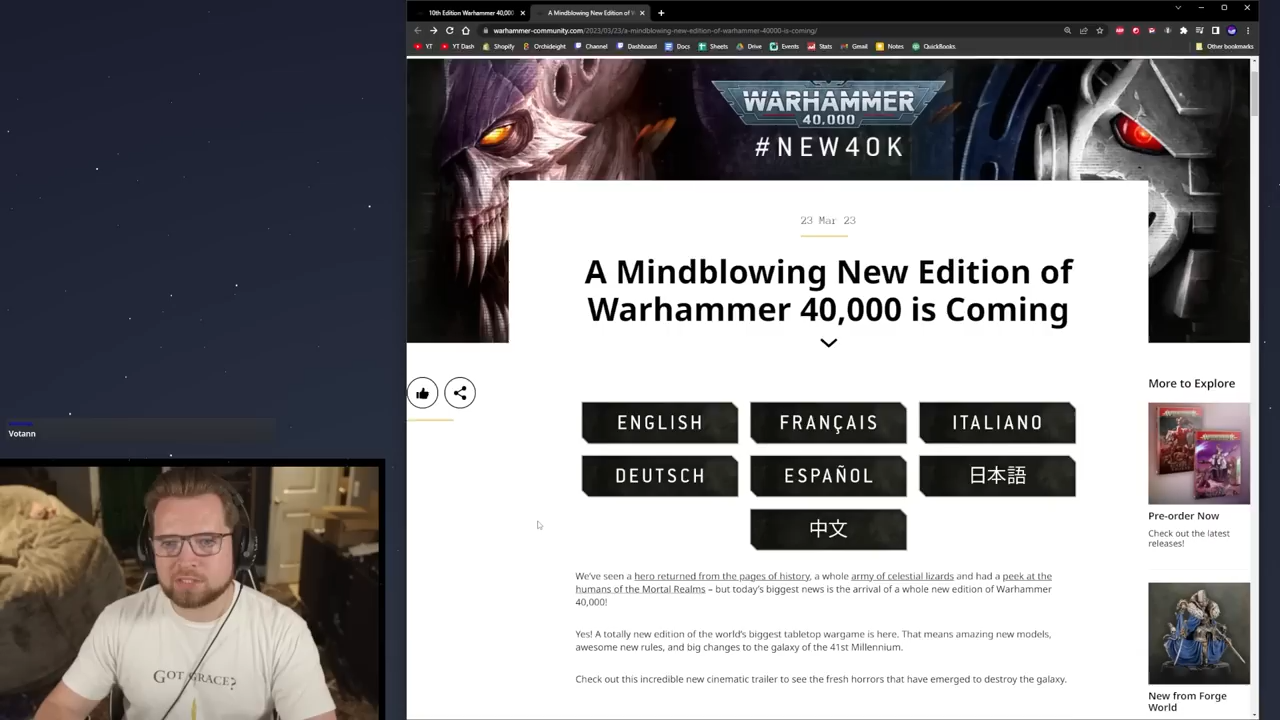 10th Edition Warhammer 40,000
A Mindblowing New Edition of W
warhammer-community.com/2023/03/23/a-mindblowing-new-edition-of-warhammer-40000-is-coming/
YT
YT Dash
Shopify
Orchideight
Channel
Dashboard
Docs
Sheets
Drive
Events
Stats
Gmail
Notes
QuickBooks
Other bookmarks
WARHAMMER
40,000
#NEW40K
23 Mar 23
A Mindblowing New Edition of
Warhammer 40,000 is Coming
ENGLISH
FRANÇAIS
ITALIANO
DEUTSCH
ESPAÑOL
日本語
中文
We've seen a hero returned from the pages of history, a whole army of celestial lizards and had a peek at the
humans of the Mortal Realms – but today's biggest news is the arrival of a whole new edition of Warhammer
40,000!
Yes! A totally new edition of the world's biggest tabletop wargame is here. That means amazing new models,
awesome new rules, and big changes to the galaxy of the 41st Millennium.
Check out this incredible new cinematic trailer to see the fresh horrors that have emerged to destroy the galaxy.
More to Explore
Pre-order Now
Check out the latest
releases!
New from Forge
World
Votann
GOT GRACE?